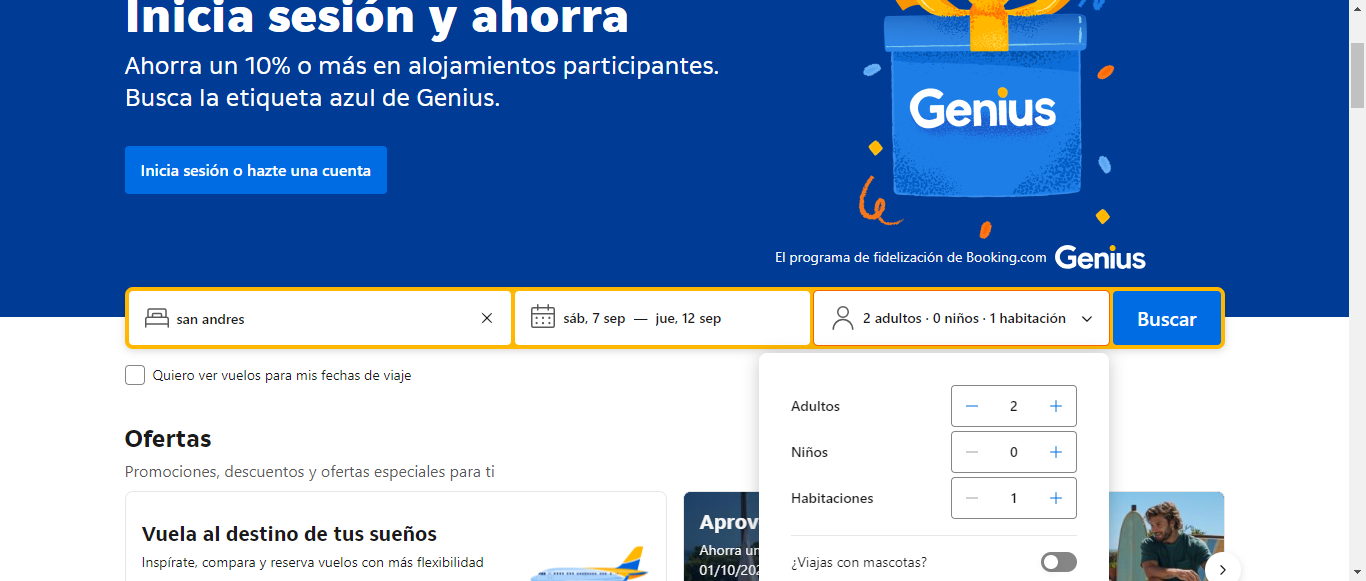 Inicia sesión y ahorra
Ahorra un 10% o más en alojamientos participantes.
Busca la etiqueta azul de Genius.
Inicia sesión o hazte una cuenta
Genius
El programa de fidelización de Booking.com Genius
san andres
sáb, 7 sep — jue, 12 sep
2 adultos · 0 niños · 1 habitación
Buscar
Quiero ver vuelos para mis fechas de viaje
Adultos
2
Niños
0
Habitaciones
1
¿Viajas con mascotas?
Ofertas
Promociones, descuentos y ofertas especiales para ti
Vuela al destino de tus sueños
Inspírate, compara y reserva vuelos con más flexibilidad
Ahorra